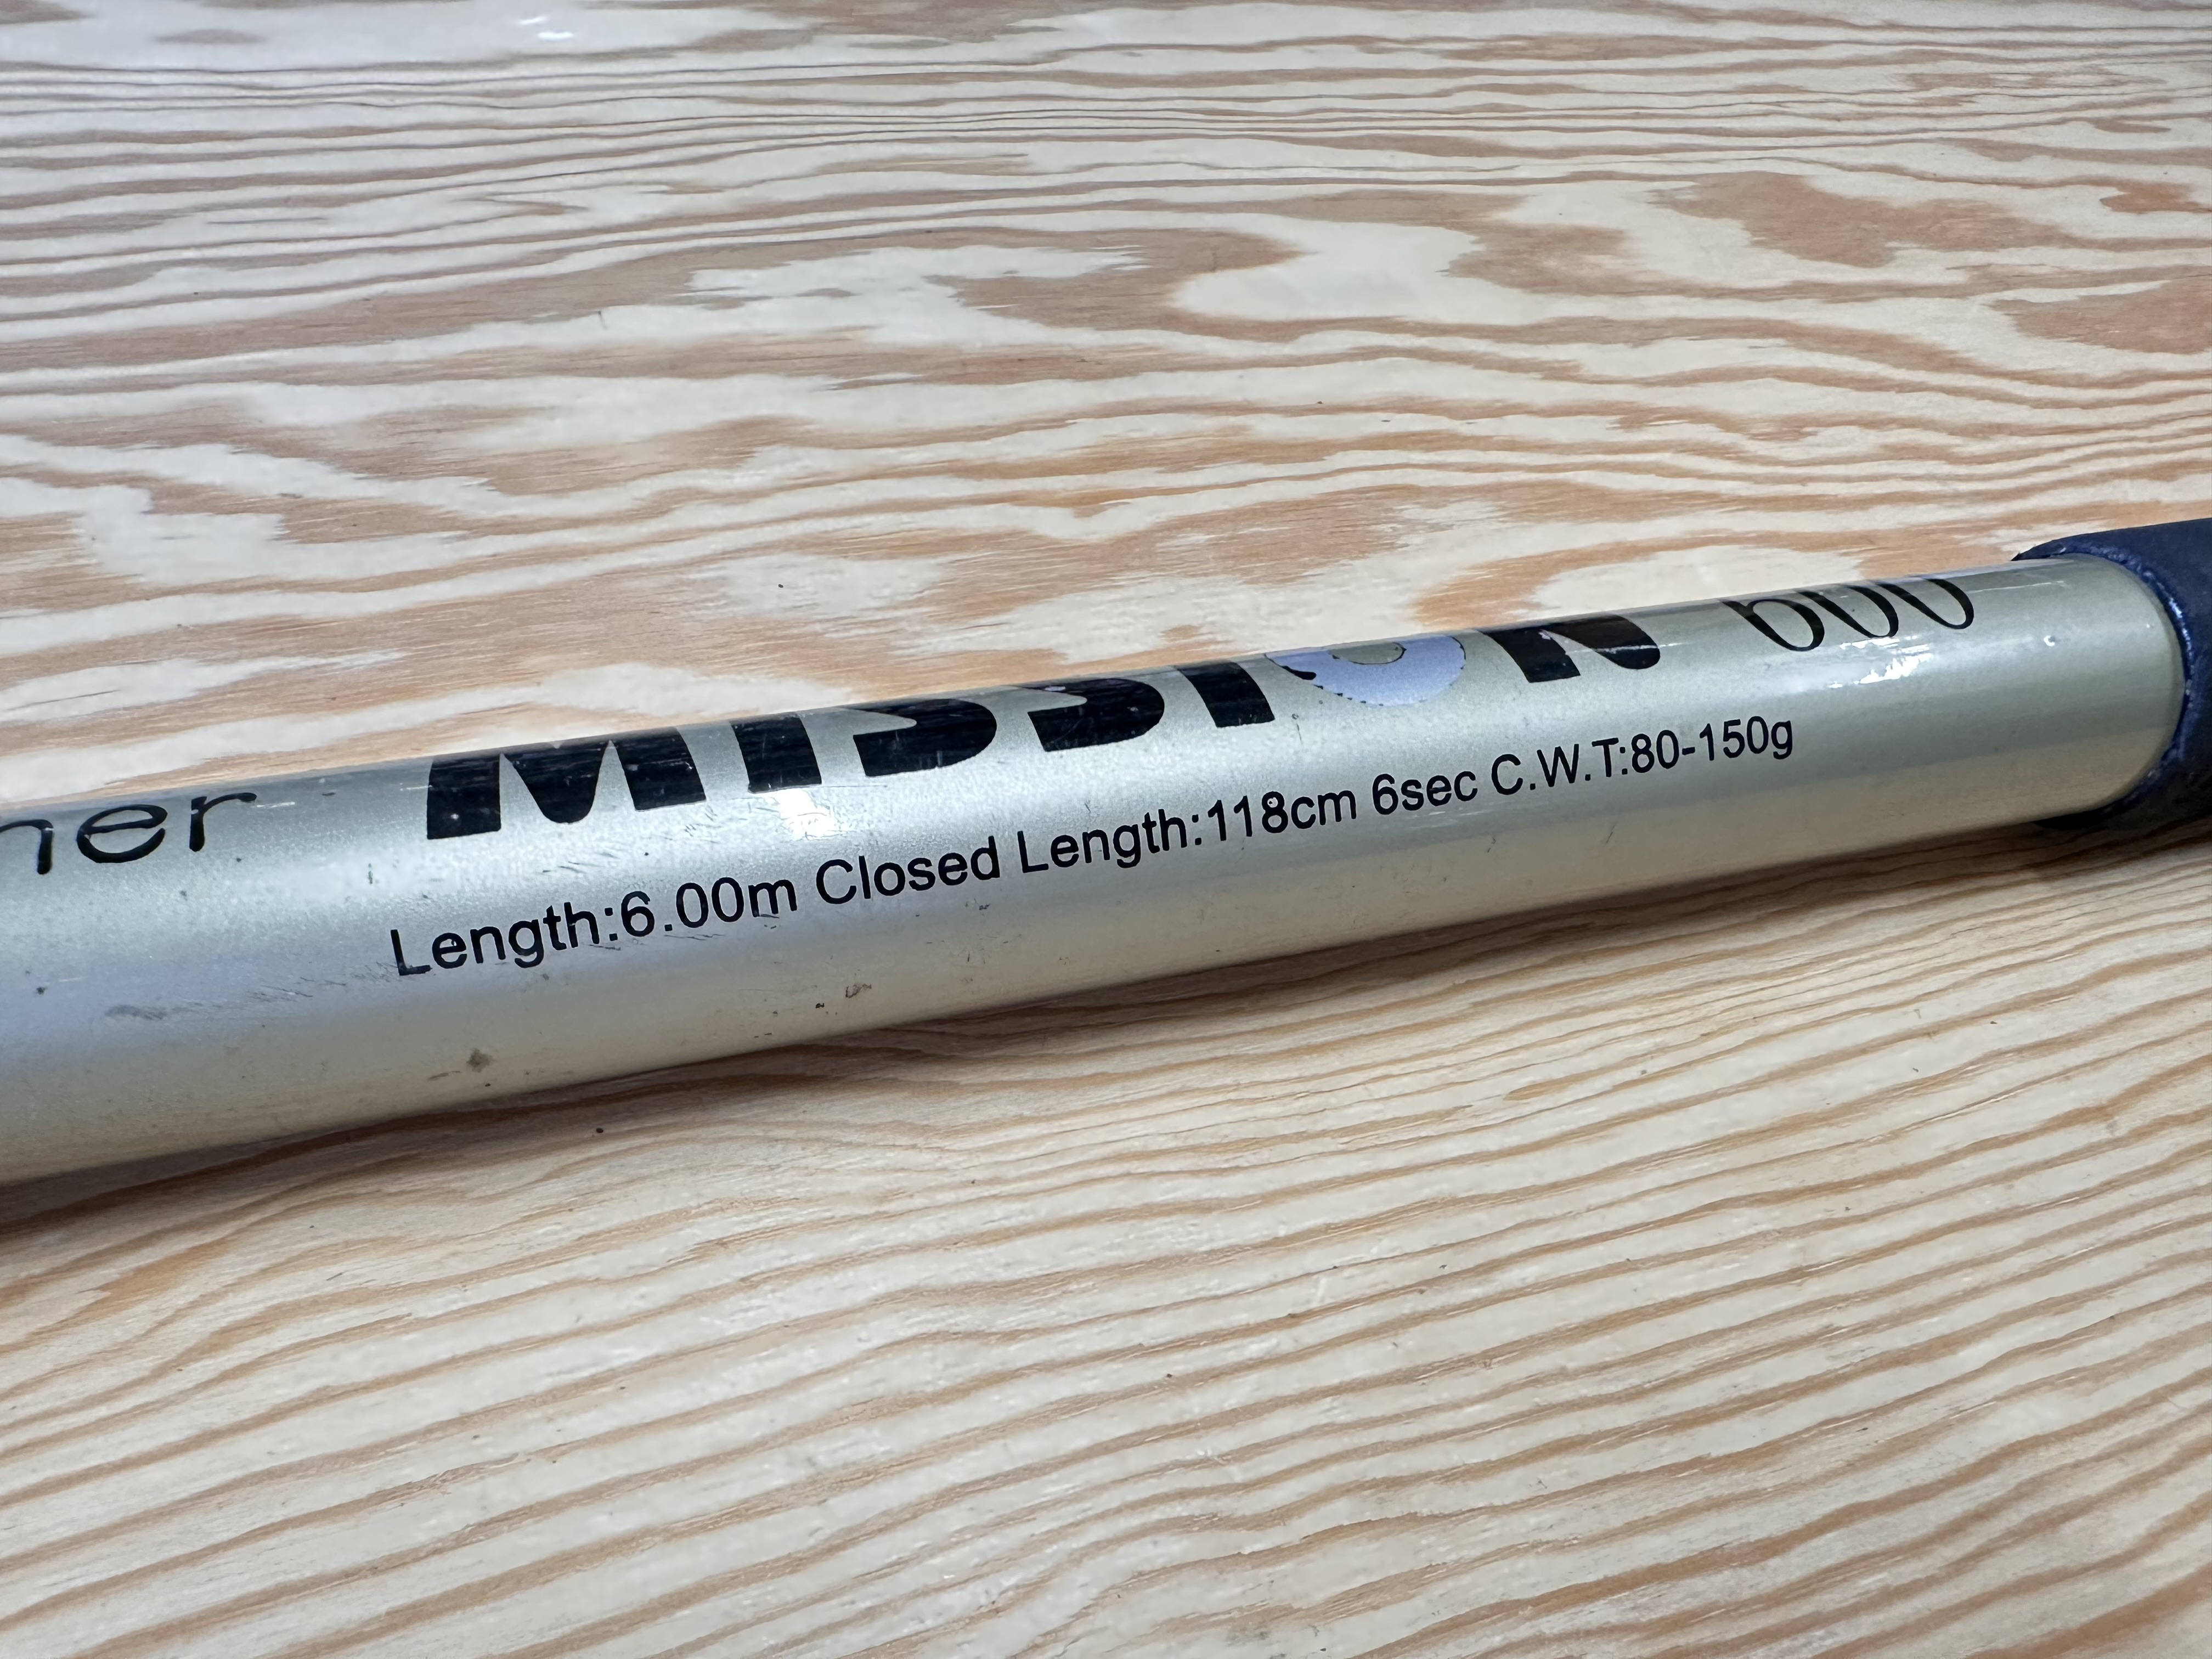 MISSION 600
Length:6.00m Closed Length:118cm 6sec C.W.T:80-150g